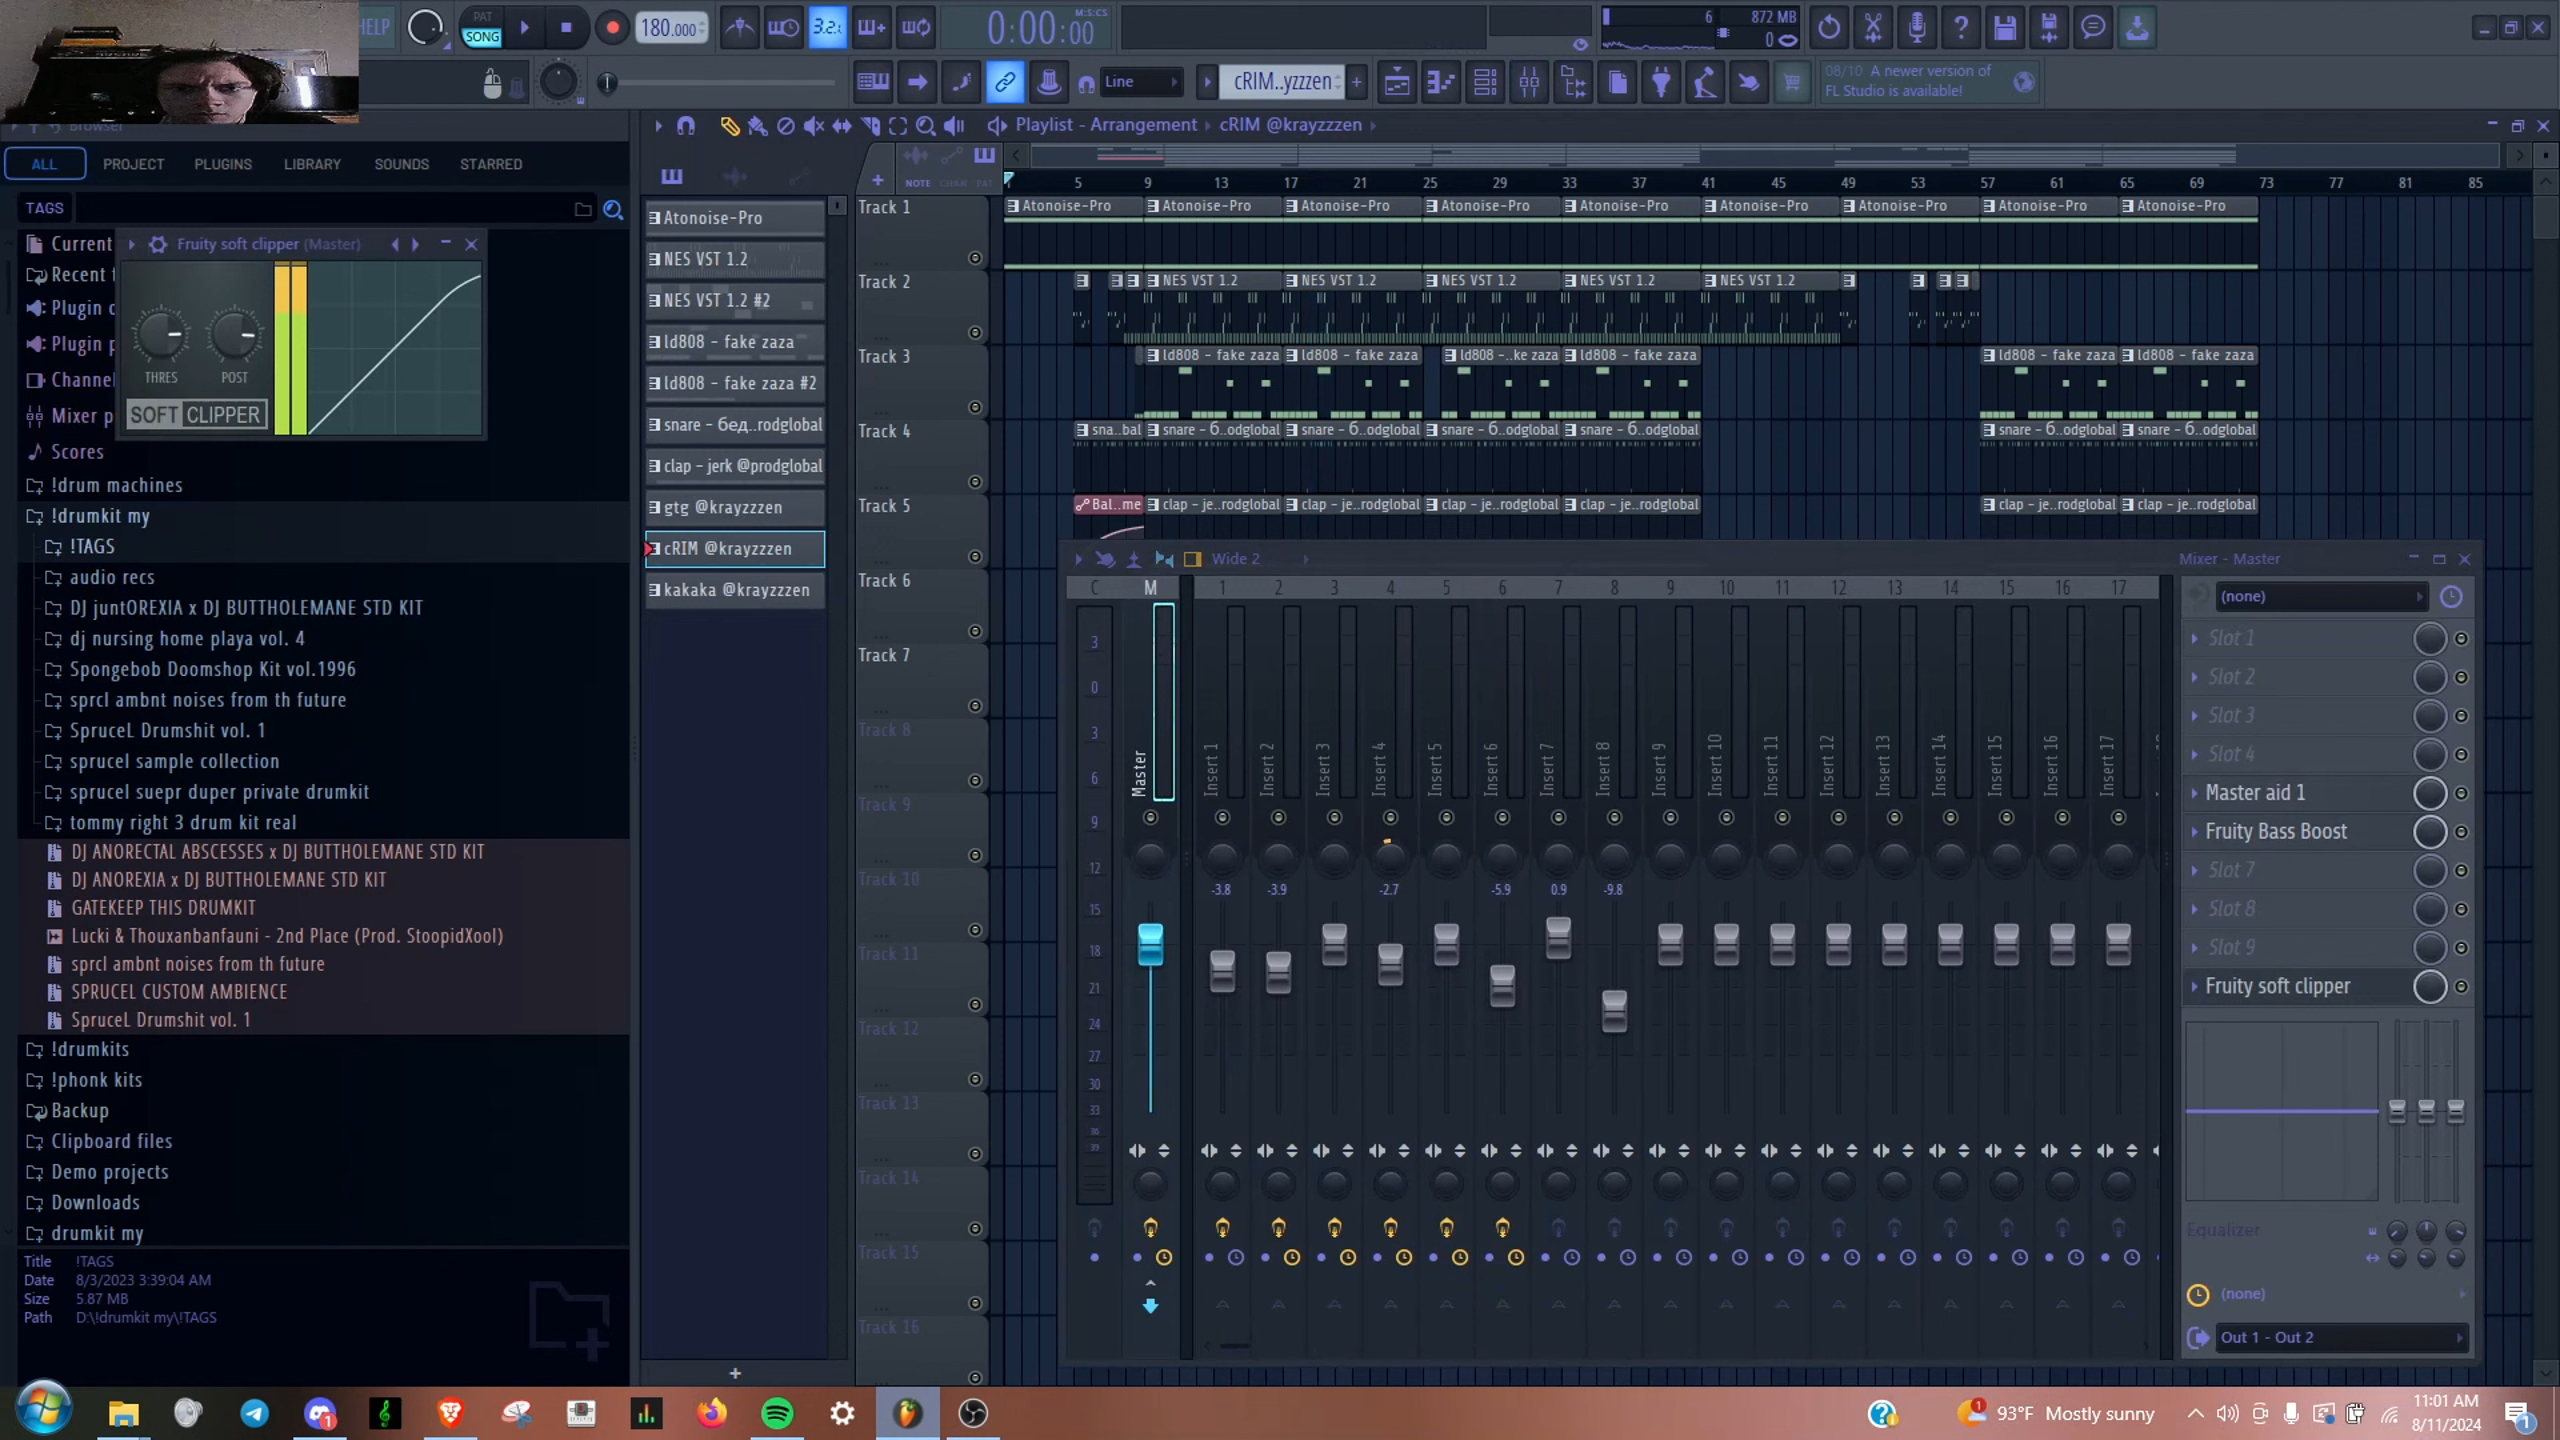 HELP
PAT
SONG
180.000
3.2
0:00:00
M:S:CS
6
872 MB
0
Line
cRIM..yzzzen
08/10 A newer version of
FL Studio is available!
Browser
Playlist - Arrangement › cRIM @krayzzzen
ALL PROJECT PLUGINS LIBRARY SOUNDS STARRED
TAGS
NOTE CHAN PAT
1 5 9 13 17 21 25 29 33 37 41 45 49 53 57 61 65 69 73 77 81 85
Current
Recent f
Plugin
Plugin p
Channe
Mixer p
Scores
!drum machines
!drumkit my
!TAGS
audio recs
DJ juntOREXIA x DJ BUTTHOLEMANE STD KIT
dj nursing home playa vol. 4
Spongebob Doomshop Kit vol.1996
sprcl ambnt noises from th future
SpruceL Drumshit vol. 1
sprucel sample collection
sprucel suepr duper private drumkit
tommy right 3 drum kit real
DJ ANORECTAL ABSCESSES x DJ BUTTHOLEMANE STD KIT
DJ ANOREXIA x DJ BUTTHOLEMANE STD KIT
GATEKEEP THIS DRUMKIT
Lucki & Thouxanbanfauni - 2nd Place (Prod. StoopidXool)
sprcl ambnt noises from th future
SPRUCEL CUSTOM AMBIENCE
SpruceL Drumshit vol. 1
!drumkits
!phonk kits
Backup
Clipboard files
Demo projects
Downloads
drumkit my
Title !TAGS
Date 8/3/2023 3:39:04 AM
Size 5.87 MB
Path D:\!drumkit my\!TAGS
Fruity soft clipper (Master)
THRES POST
SOFT CLIPPER
Atonoise-Pro
NES VST 1.2
NES VST 1.2 #2
ld808 - fake zaza
ld808 - fake zaza #2
snare - бед..rodglobal
clap - jerk @prodglobal
gtg @krayzzzen
cRIM @krayzzzen
kakaka @krayzzzen
Track 1
Atonoise-Pro Atonoise-Pro Atonoise-Pro Atonoise-Pro Atonoise-Pro Atonoise-Pro Atonoise-Pro Atonoise-Pro Atonoise-Pro
Track 2
NES VST 1.2 NES VST 1.2 NES VST 1.2 NES VST 1.2 NES VST 1.2
Track 3
ld808 - fake zaza ld808 - fake zaza ld808 -..ke zaza ld808 - fake zaza ld808 - fake zaza ld808 - fake zaza
Track 4
sna..bal snare - б..odglobal snare - б..odglobal snare - б..odglobal snare - б..odglobal snare - б..odglobal snare - б..odglobal
Track 5
Bal..me clap - je..rodglobal clap - je..rodglobal clap - je..rodglobal clap - je..rodglobal clap - je..rodglobal clap - je..rodglobal
Track 6
Track 7
Track 8
Track 9
Track 10
Track 11
Track 12
Track 13
Track 14
Track 15
Track 16
Wide 2
Mixer - Master
C M 1 2 3 4 5 6 7 8 9 10 11 12 13 14 15 16 17
3
0
3
6
9
12
15
18
21
24
27
30
33
36
39
Master
Insert 1
Insert 2
Insert 3
Insert 4
Insert 5
Insert 6
Insert 7
Insert 8
Insert 9
Insert 10
Insert 11
Insert 12
Insert 13
Insert 14
Insert 15
Insert 16
Insert 17
-3.8 -3.9 -2.7 -5.9 0.9 -9.8
(none)
Slot 1
Slot 2
Slot 3
Slot 4
Master aid 1
Fruity Bass Boost
Slot 7
Slot 8
Slot 9
Fruity soft clipper
Equalizer
(none)
Out 1 - Out 2
1
1
93°F Mostly sunny
11:01 AM
8/11/2024
1